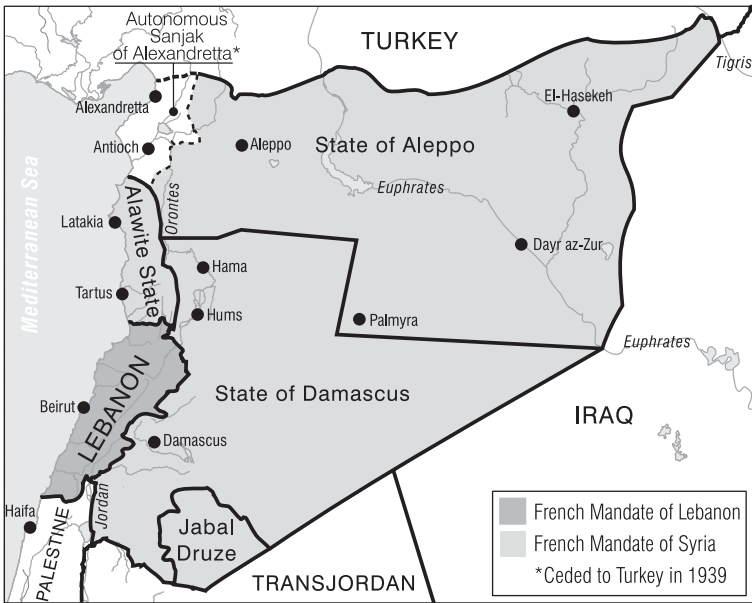 Autonomous
Sanjak
of Alexandretta*
TURKEY
Tigris
Alexandretta
El-Hasekeh
Antioch
Aleppo
State of Aleppo
Mediterranean Sea
Alawite State
Orontes
Euphrates
Latakia
Dayr az-Zur
Hama
Tartus
Hums
Palmyra
Euphrates
LEBANON
State of Damascus
Beirut
IRAQ
Damascus
Haifa
Jordan
PALESTINE
Jabal
Druze
TRANSJORDAN
French Mandate of Lebanon
French Mandate of Syria
*Ceded to Turkey in 1939